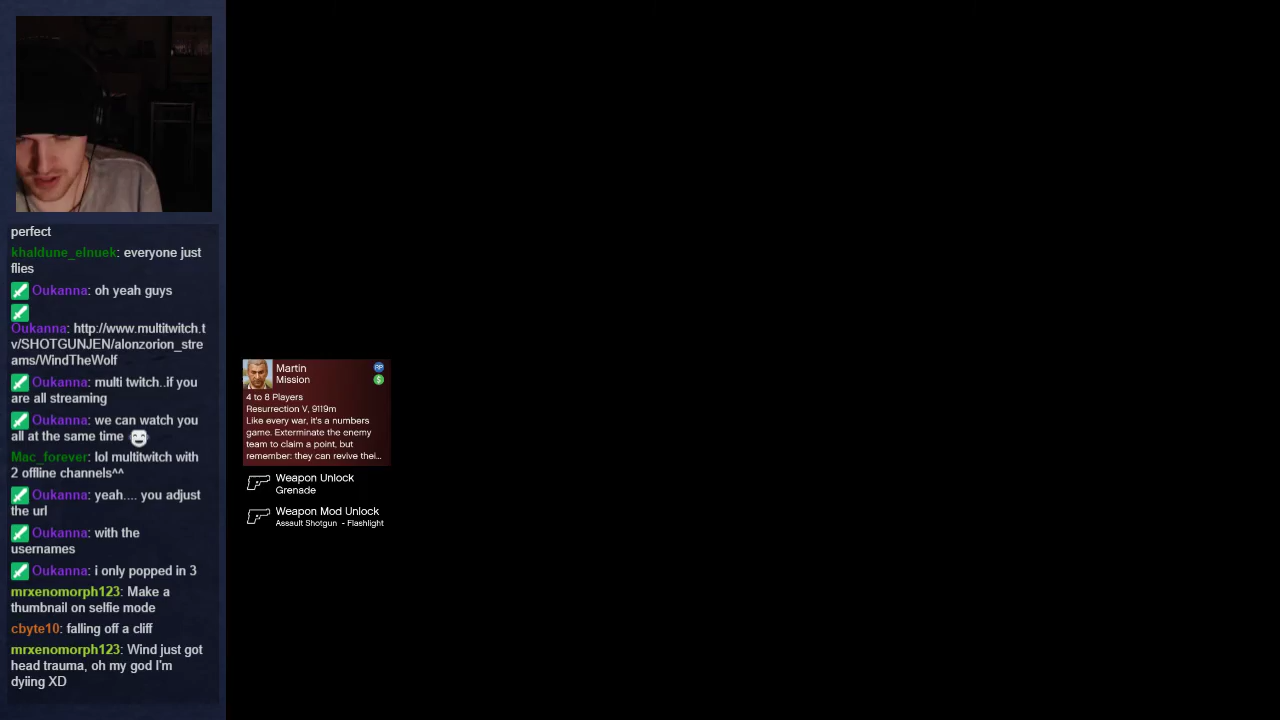 perfect
khaldune_elnuek: everyone just
flies
Oukanna: oh yeah guys
Oukanna: http://www.multitwitch.t
v/SHOTGUNJEN/alonzorion_stre
ams/WindTheWolf
Oukanna: multi twitch..if you
are all streaming
Oukanna: we can watch you
all at the same time
Mac_forever: lol multitwitch with
2 offline channels^^
Oukanna: yeah.... you adjust
the url
Oukanna: with the
usernames
Oukanna: i only popped in 3
mrxenomorph123: Make a
thumbnail on selfie mode
cbyte10: falling off a cliff
mrxenomorph123: Wind just got
head trauma, oh my god I'm
dyiing XD
Martin
Mission
RP
$
4 to 8 Players
Resurrection V, 9119m
Like every war, it's a numbers
game. Exterminate the enemy
team to claim a point, but
remember: they can revive thei...
Weapon Unlock
Grenade
Weapon Mod Unlock
Assault Shotgun - Flashlight